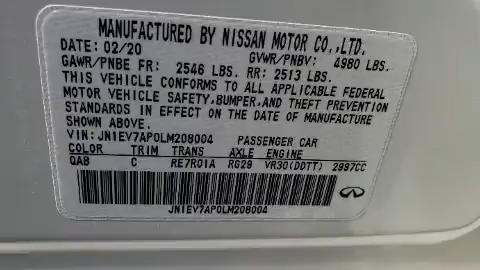 MANUFACTURED BY NISSAN MOTOR CO.,LTD.
DATE: 02/20 GVWR/PNBV: 4980 LBS.
GAWR/PNBE FR: 2546 LBS. RR: 2513 LBS.
THIS VEHICLE CONFORMS TO ALL APPLICABLE FEDERAL
MOTOR VEHICLE SAFETY,BUMPER,AND THEFT PREVENTION
STANDARDS IN EFFECT ON THE DATE OF MANUFACTURE
SHOWN ABOVE.
VIN: JN1EV7AP0LM208004 PASSENGER CAR
COLOR TRIM TRANS AXLE ENGINE
QAB C RE7R01A RG29 VR30(DDTT) 2997CC
JN1EV7AP0LM208004